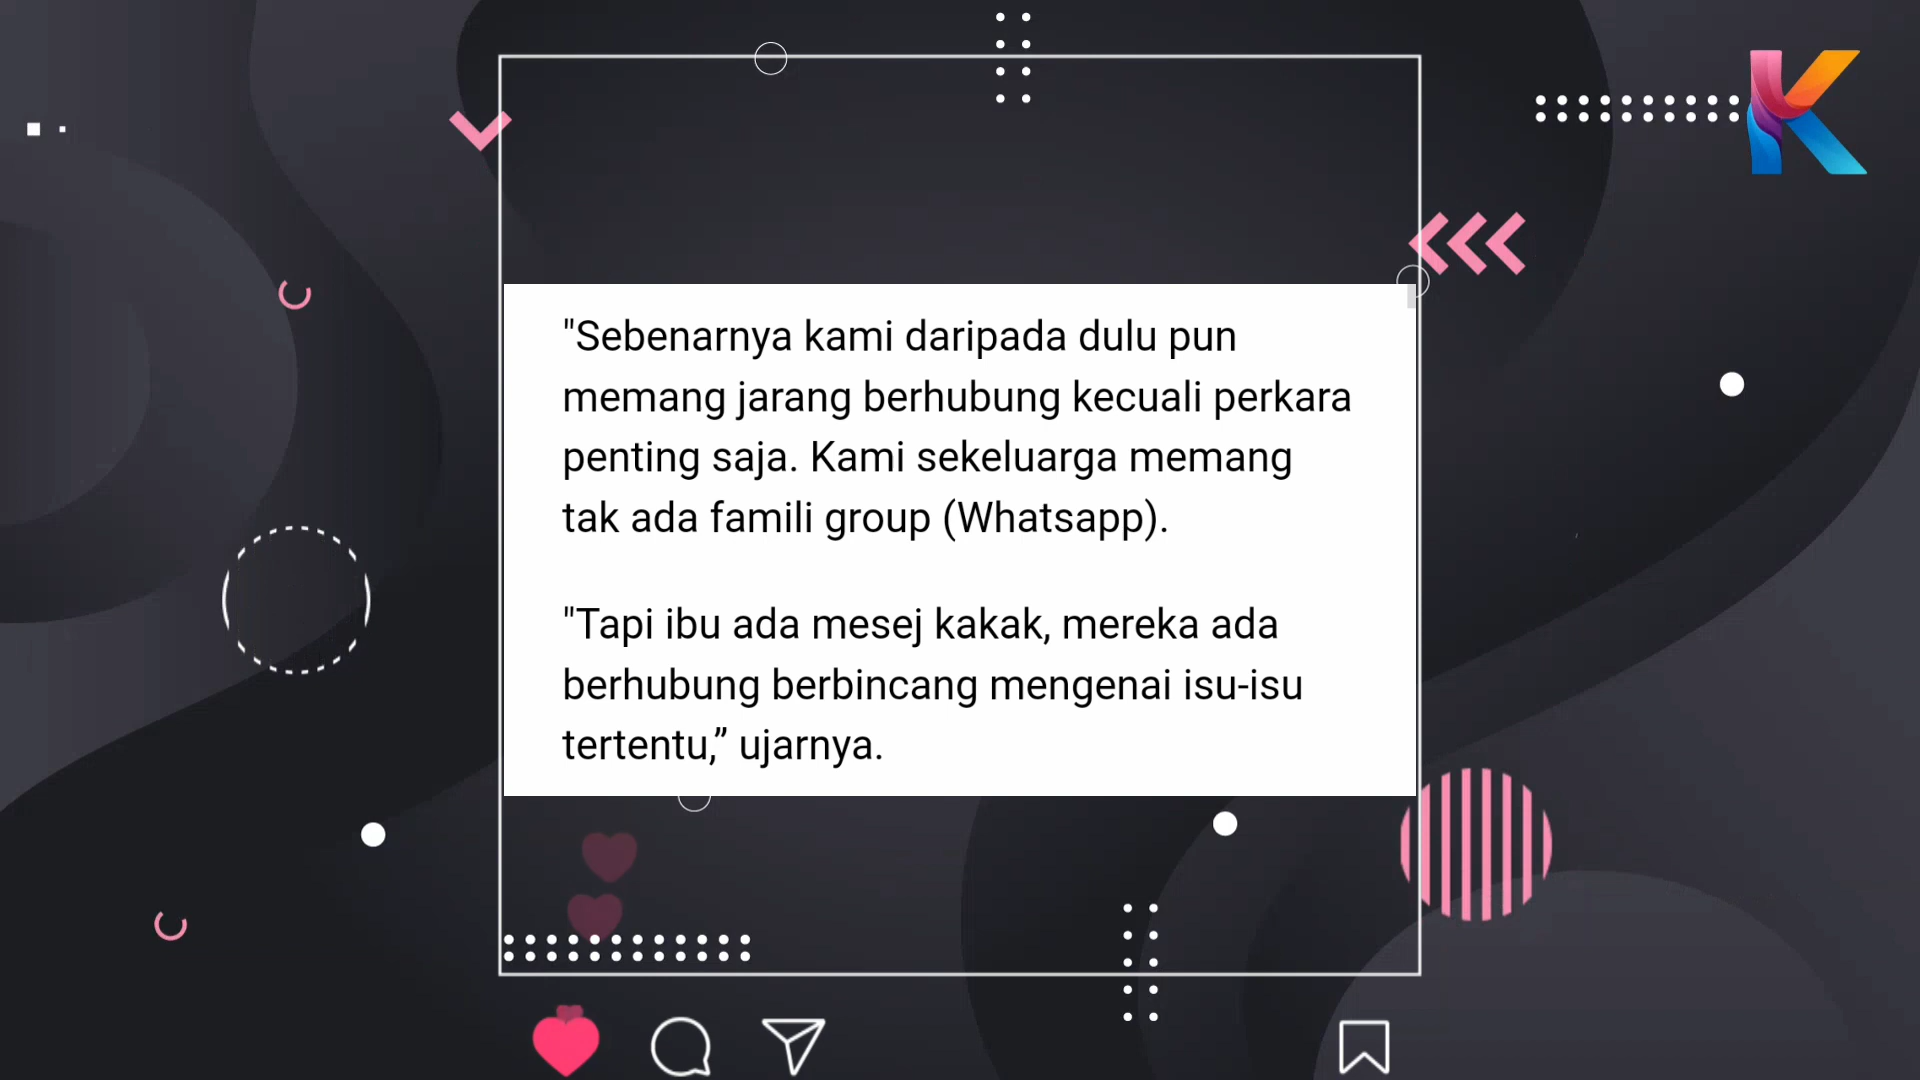 "Sebenarnya kami daripada dulu pun
memang jarang berhubung kecuali perkara
penting saja. Kami sekeluarga memang
tak ada famili group (Whatsapp).
"Tapi ibu ada mesej kakak, mereka ada
berhubung berbincang mengenai isu-isu
tertentu,” ujarnya.